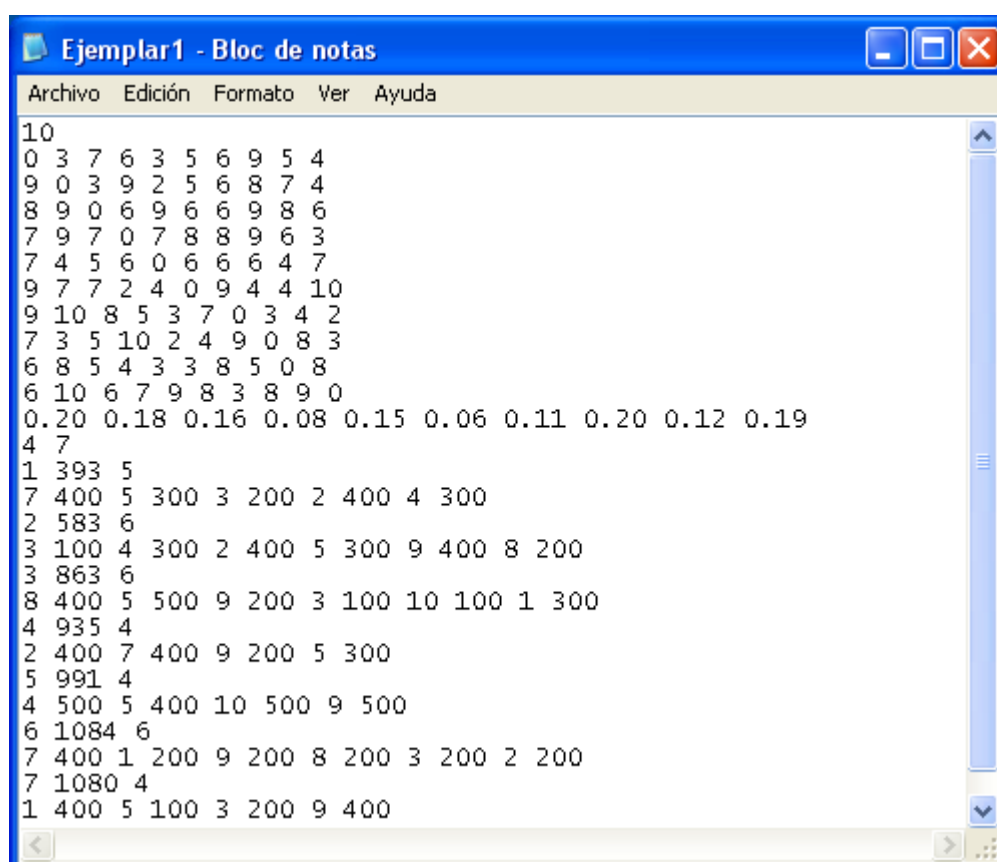 Ejemplar1 - Bloc de notas
Archivo Edición Formato Ver Ayuda
10
0 3 7 6 3 5 6 9 5 4
9 0 3 9 2 5 6 8 7 4
8 9 0 6 9 6 6 9 8 6
7 9 7 0 7 8 8 9 6 3
7 4 5 6 0 6 6 6 4 7
9 7 7 2 4 0 9 4 4 10
9 10 8 5 3 7 0 3 4 2
7 3 5 10 2 4 9 0 8 3
6 8 5 4 3 3 8 5 0 8
6 10 6 7 9 8 3 8 9 0
0.20 0.18 0.16 0.08 0.15 0.06 0.11 0.20 0.12 0.19
4 7
1 393 5
7 400 5 300 3 200 2 400 4 300
2 583 6
3 100 4 300 2 400 5 300 9 400 8 200
3 863 6
8 400 5 500 9 200 3 100 10 100 1 300
4 935 4
2 400 7 400 9 200 5 300
5 991 4
4 500 5 400 10 500 9 500
6 1084 6
7 400 1 200 9 200 8 200 3 200 2 200
7 1080 4
1 400 5 100 3 200 9 400